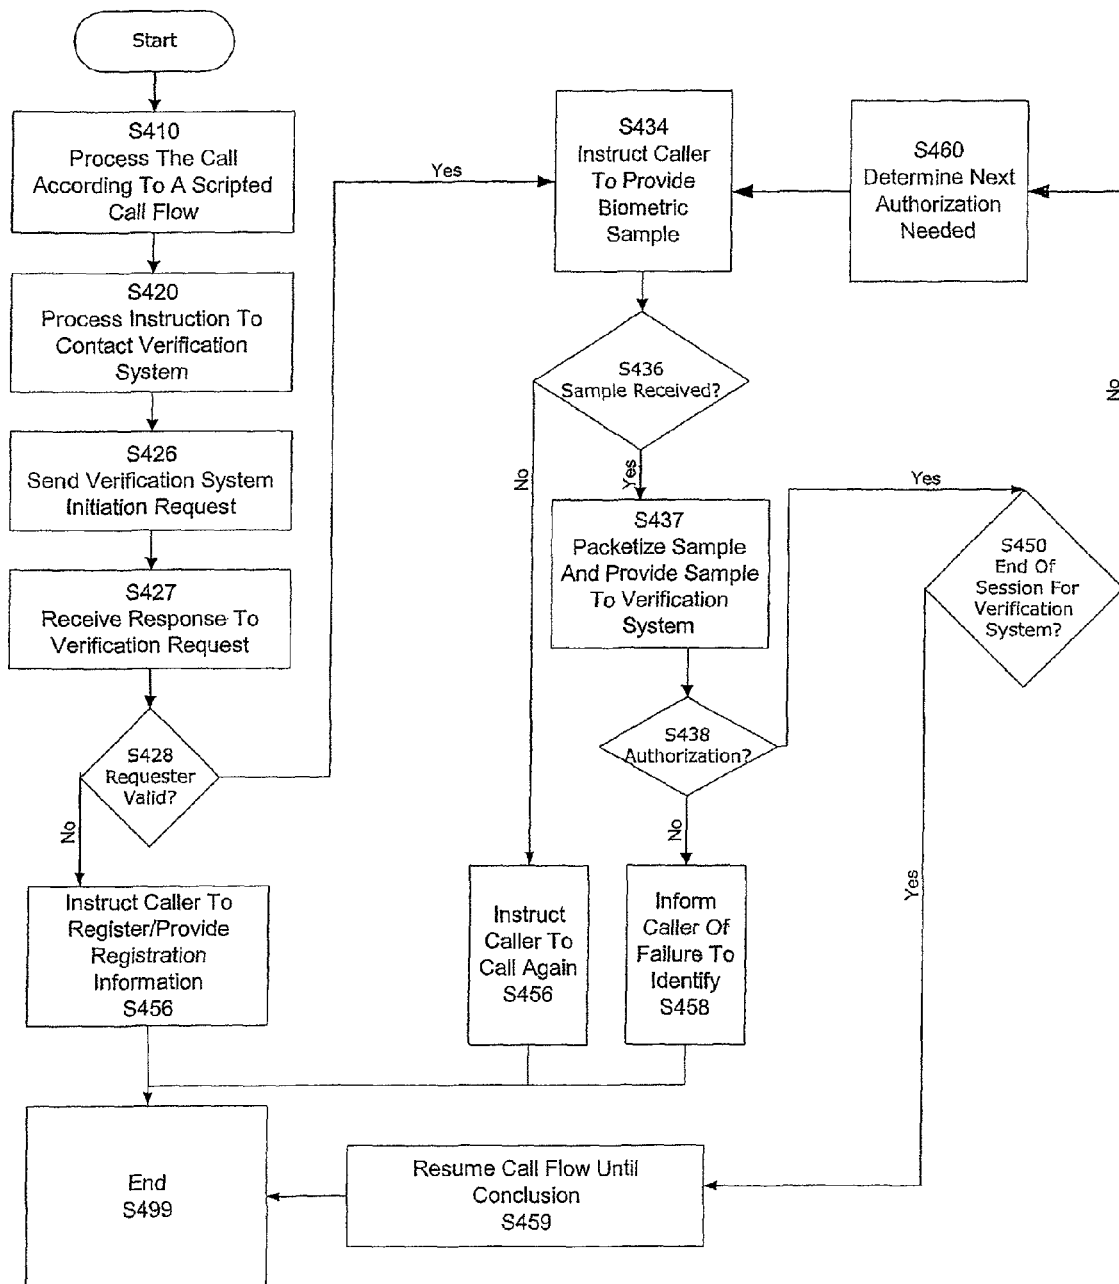 Start
S410
Process The Call
According To A Scripted
Call Flow
S420
Process Instruction To
Contact Verification
System
S426
Send Verification System
Initiation Request
S427
Receive Response To
Verification Request
S428
Requester
Valid?
Yes
No
Instruct Caller To
Register/Provide
Registration
Information
S456
S434
Instruct Caller
To Provide
Biometric
Sample
S460
Determine Next
Authorization
Needed
No
S436
Sample Received?
No
Yes
S437
Packetize Sample
And Provide Sample
To Verification
System
Yes
S450
End Of
Session For
Verification
System?
S438
Authorization?
No
Yes
Instruct
Caller To
Call Again
S456
Inform
Caller Of
Failure To
Identify
S458
End
S499
Resume Call Flow Until
Conclusion
S459